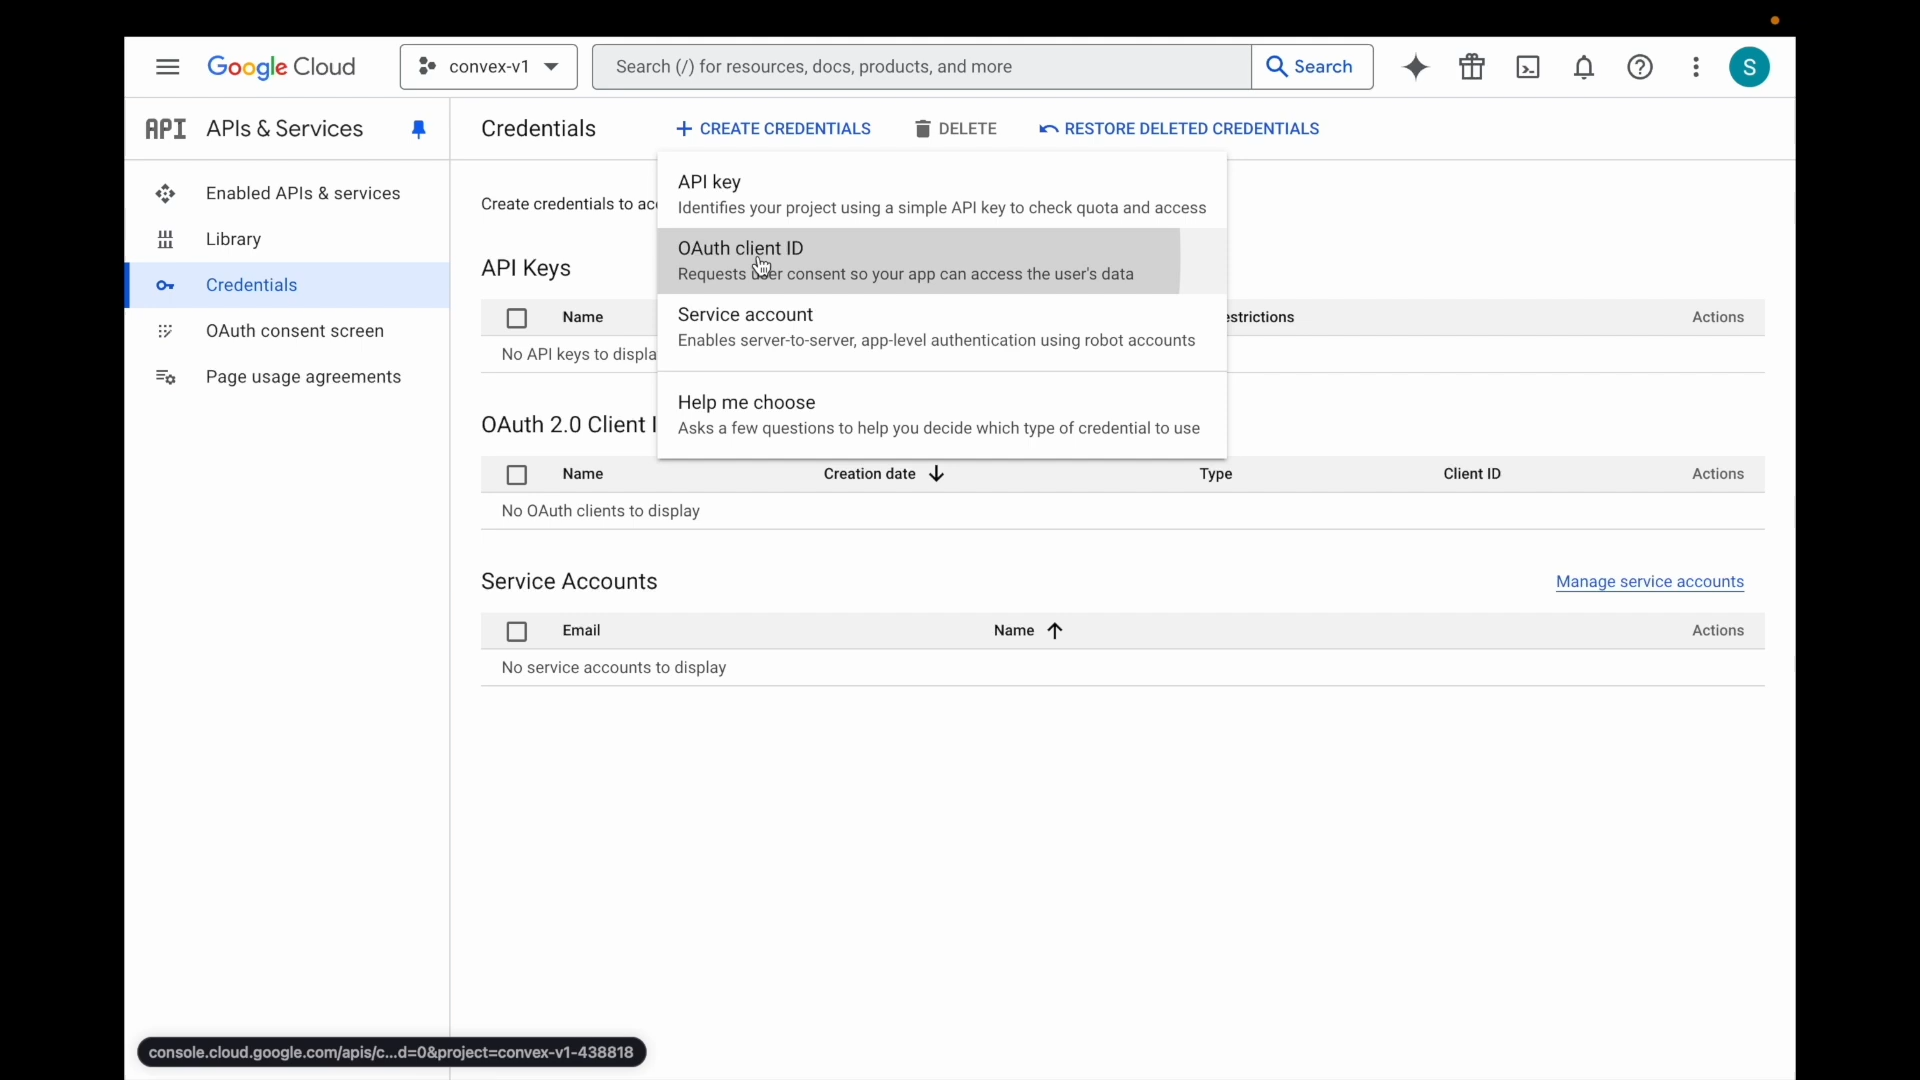 Google Cloud
convex-v1
Search (/) for resources, docs, products, and more
Search
S
API APIs & Services
Enabled APIs & services
Library
Credentials
OAuth consent screen
Page usage agreements
Credentials
+ CREATE CREDENTIALS
DELETE
RESTORE DELETED CREDENTIALS
Create credentials to
API key
Identifies your project using a simple API key to check quota and access
OAuth client ID
Requests user consent so your app can access the user's data
Service account
Enables server-to-server, app-level authentication using robot accounts
Help me choose
Asks a few questions to help you decide which type of credential to use
API Keys
Name
estrictions
Actions
No API keys to displa
OAuth 2.0 Client I
Name
Creation date
Type
Client ID
Actions
No OAuth clients to display
Service Accounts
Manage service accounts
Email
Name
Actions
No service accounts to display
console.cloud.google.com/apis/c...d=0&project=convex-v1-438818